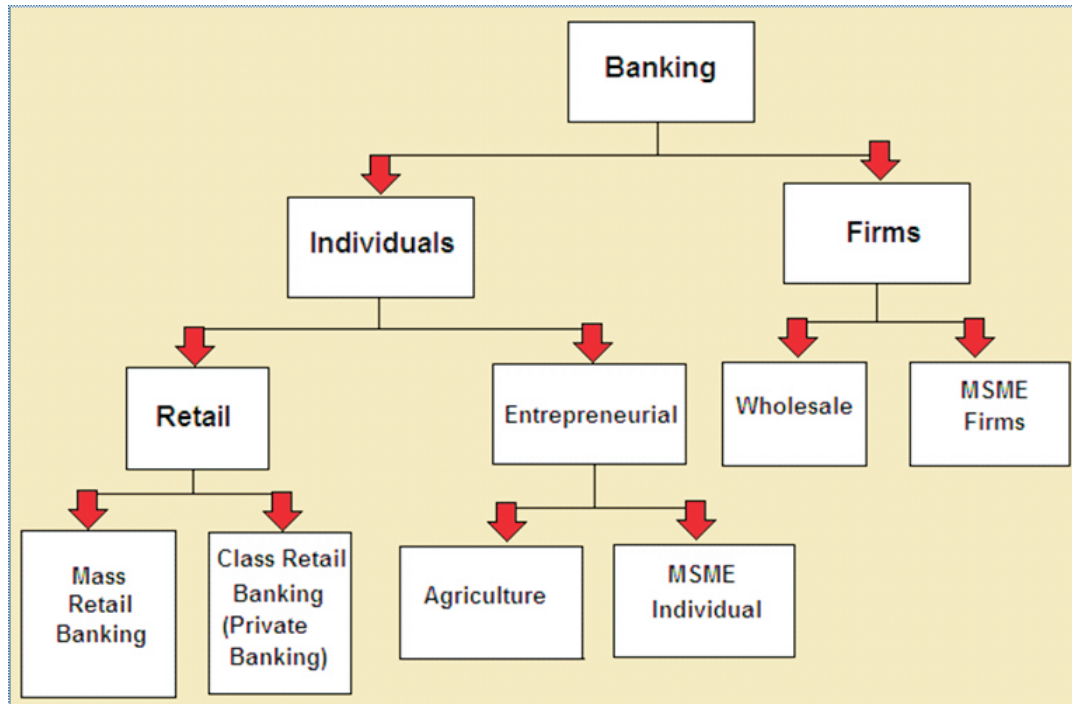 Banking
Individuals
Firms
Retail
Entrepreneurial
Wholesale
MSME
Firms
Mass
Retail
Banking
Class Retail
Banking
(Private
Banking)
Agriculture
MSME
Individual